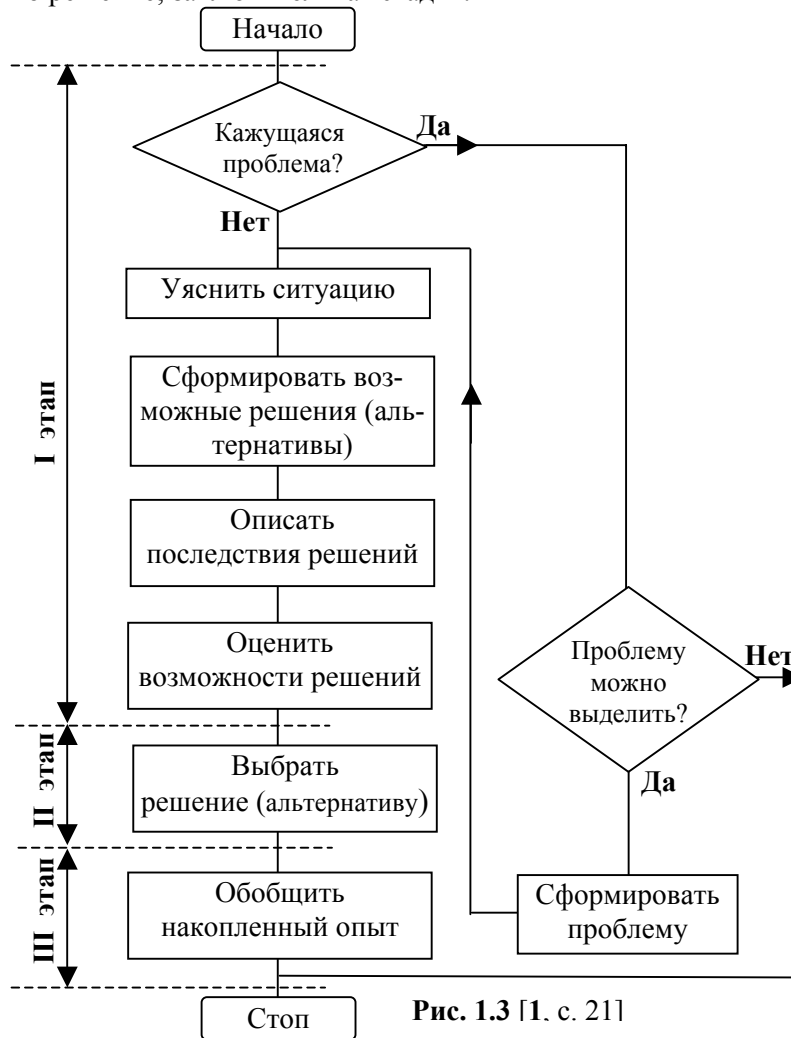 Начало
Кажущаяся
проблема?
Да
Нет
Уяснить ситуацию
Сформировать воз-
можные решения (аль-
тернативы)
Описать
последствия решений
Оценить
возможности решений
I этап
Проблему
можно
выделить?
Нет
Да
Выбрать
решение (альтернативу)
II этап
Сформировать
проблему
Обобщить
накопленный опыт
III этап
Стоп
Рис. 1.3 [1, с. 21]